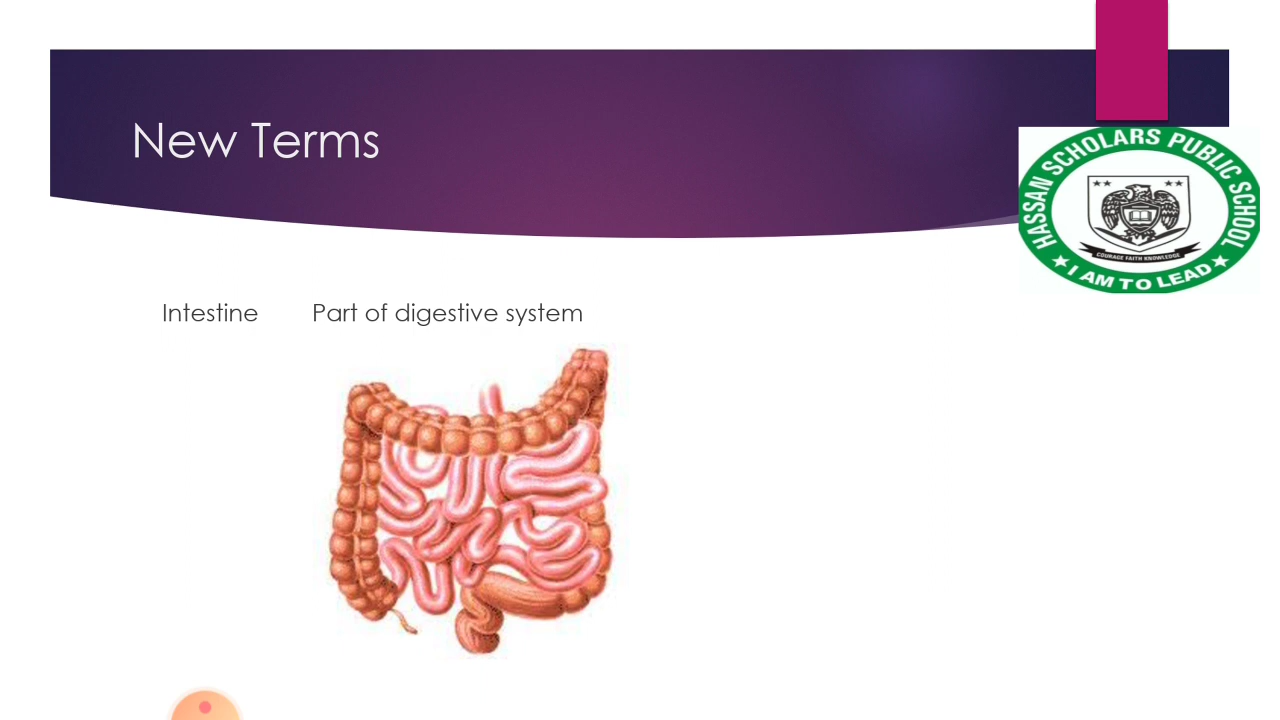 New Terms
HASSAN SCHOLARS PUBLIC SCHOOL
COURAGE FAITH KNOWLEDGE
I AM TO LEAD
Intestine Part of digestive system